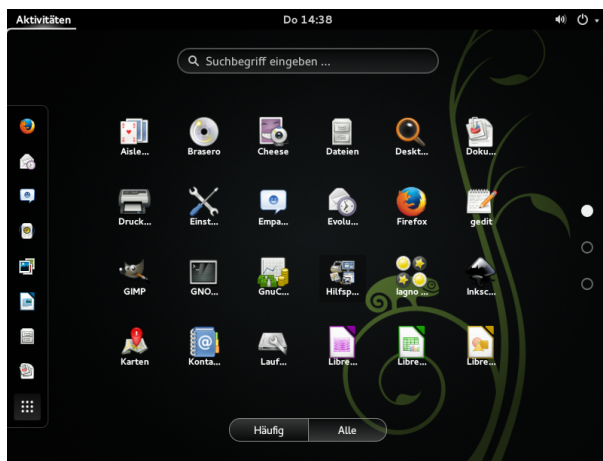 Aktivitäten
Do 14:38
Suchbegriff eingeben ...
Aisle... Brasero Cheese Dateien Deskt... Doku...
Druck... Einst... Empa... Evolu... Firefox gedit
GIMP GNO... GnuC... Hilfsp... Iagno ... Inksc...
Karten Konta... Lauf... Libre... Libre... Libre...
Häufig Alle